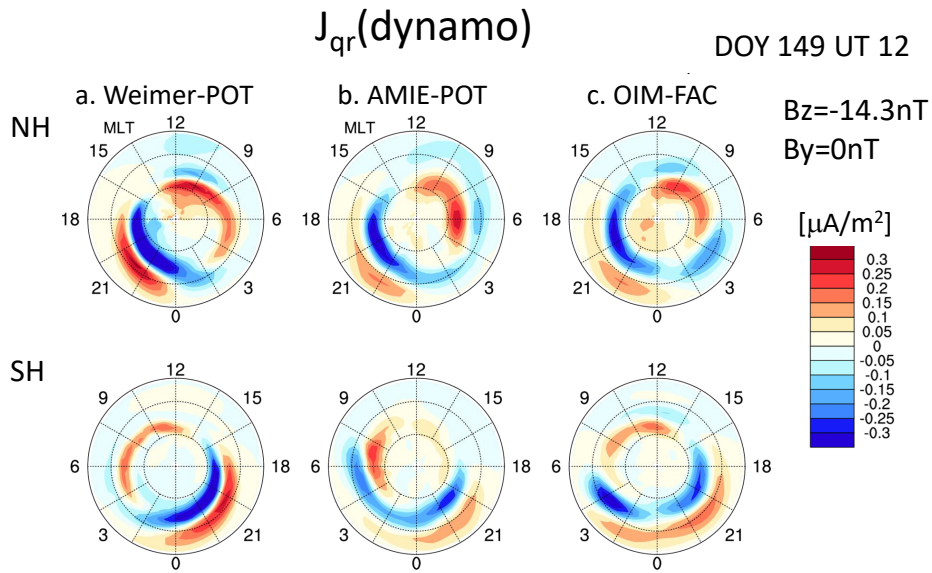 J_qr(dynamo)
DOY 149 UT 12
a. Weimer-POT b. AMIE-POT c. OIM-FAC
Bz=-14.3nT
By=0nT
NH
MLT 12 15 9 18 6 21 3 0
MLT 12 15 9 18 6 21 3 0
12 15 9 18 6 21 3 0
[μA/m²]
0.3
0.25
0.2
0.15
0.1
0.05
0
-0.05
-0.1
-0.15
-0.2
-0.25
-0.3
SH
12 9 15 6 18 3 21 0
12 9 15 6 18 3 21 0
12 9 15 6 18 3 21 0